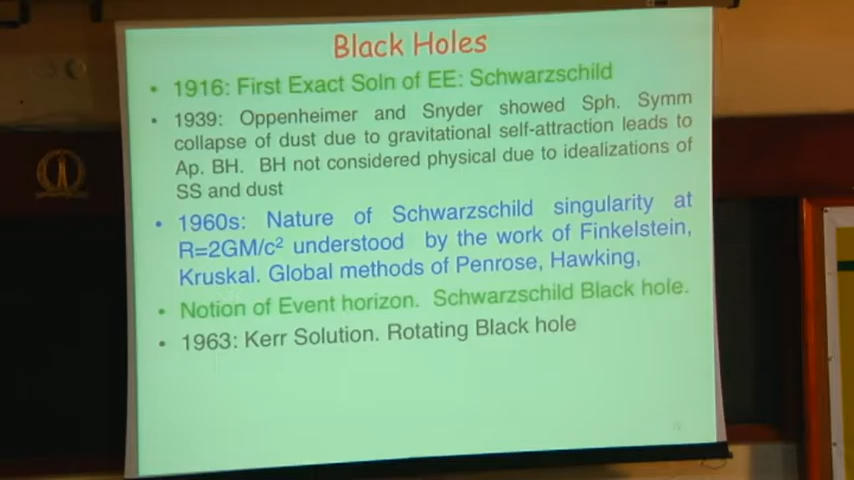 Black Holes
• 1916: First Exact Soln of EE: Schwarzschild
• 1939: Oppenheimer and Snyder showed Sph. Symm
collapse of dust due to gravitational self-attraction leads to
Ap. BH. BH not considered physical due to idealizations of
SS and dust
• 1960s: Nature of Schwarzschild singularity at
R=2GM/c² understood by the work of Finkelstein,
Kruskal. Global methods of Penrose, Hawking,
• Notion of Event horizon. Schwarzschild Black hole.
• 1963: Kerr Solution. Rotating Black hole